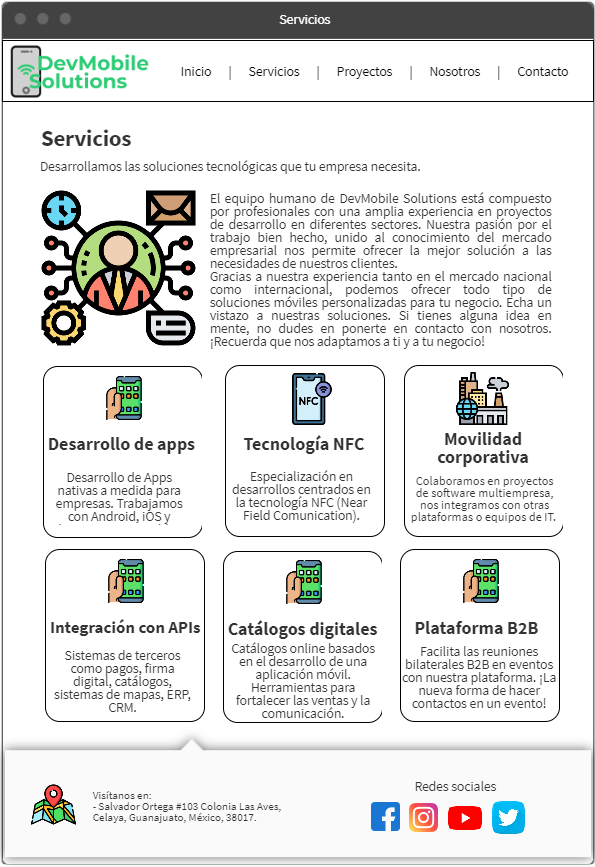 Servicios
DevMobile
Solutions
Inicio | Servicios | Proyectos | Nosotros | Contacto
Servicios
Desarrollamos las soluciones tecnológicas que tu empresa necesita.
El equipo humano de DevMobile Solutions está compuesto
por profesionales con una amplia experiencia en proyectos
de desarrollo en diferentes sectores. Nuestra pasión por el
trabajo bien hecho, unido al conocimiento del mercado
empresarial nos permite ofrecer la mejor solución a las
necesidades de nuestros clientes.
Gracias a nuestra experiencia tanto en el mercado nacional
como internacional, podemos ofrecer todo tipo de
soluciones móviles personalizadas para tu negocio. Echa un
vistazo a nuestras soluciones. Si tienes alguna idea en
mente, no dudes en ponerte en contacto con nosotros.
¡Recuerda que nos adaptamos a ti y a tu negocio!
Desarrollo de apps
Desarrollo de Apps
nativas a medida para
empresas. Trabajamos
con Android, iOS y
NFC
Tecnología NFC
Especialización en
desarrollos centrados en
la tecnología NFC (Near
Field Comunication).
Movilidad
corporativa
Colaboramos en proyectos
de software multiempresa,
nos integramos con otras
plataformas o equipos de IT.
Integración con APIs
Sistemas de terceros
como pagos, firma
digital, catálogos,
sistemas de mapas, ERP,
CRM.
Catálogos digitales
Catálogos online basados
en el desarrollo de una
aplicación móvil.
Herramientas para
fortalecer las ventas y la
comunicación.
Plataforma B2B
Facilita las reuniones
bilaterales B2B en eventos
con nuestra plataforma. ¡La
nueva forma de hacer
contactos en un evento!
Visítanos en:
- Salvador Ortega #103 Colonia Las Aves,
Celaya, Guanajuato, México, 38017.
Redes sociales